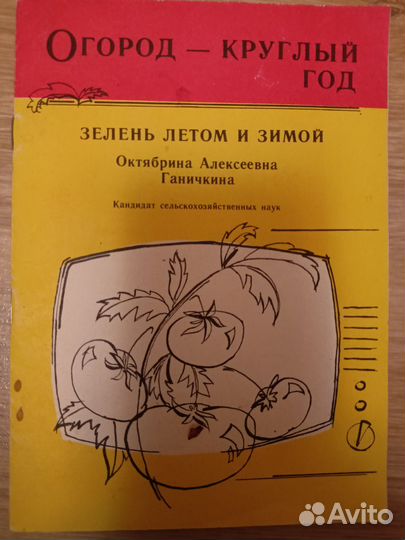 ОГОРОД — КРУГЛЫЙ
ГОД
ЗЕЛЕНЬ ЛЕТОМ И ЗИМОЙ
Октябрина Алексеевна
Ганичкина
Кандидат сельскохозяйственных наук
Avito